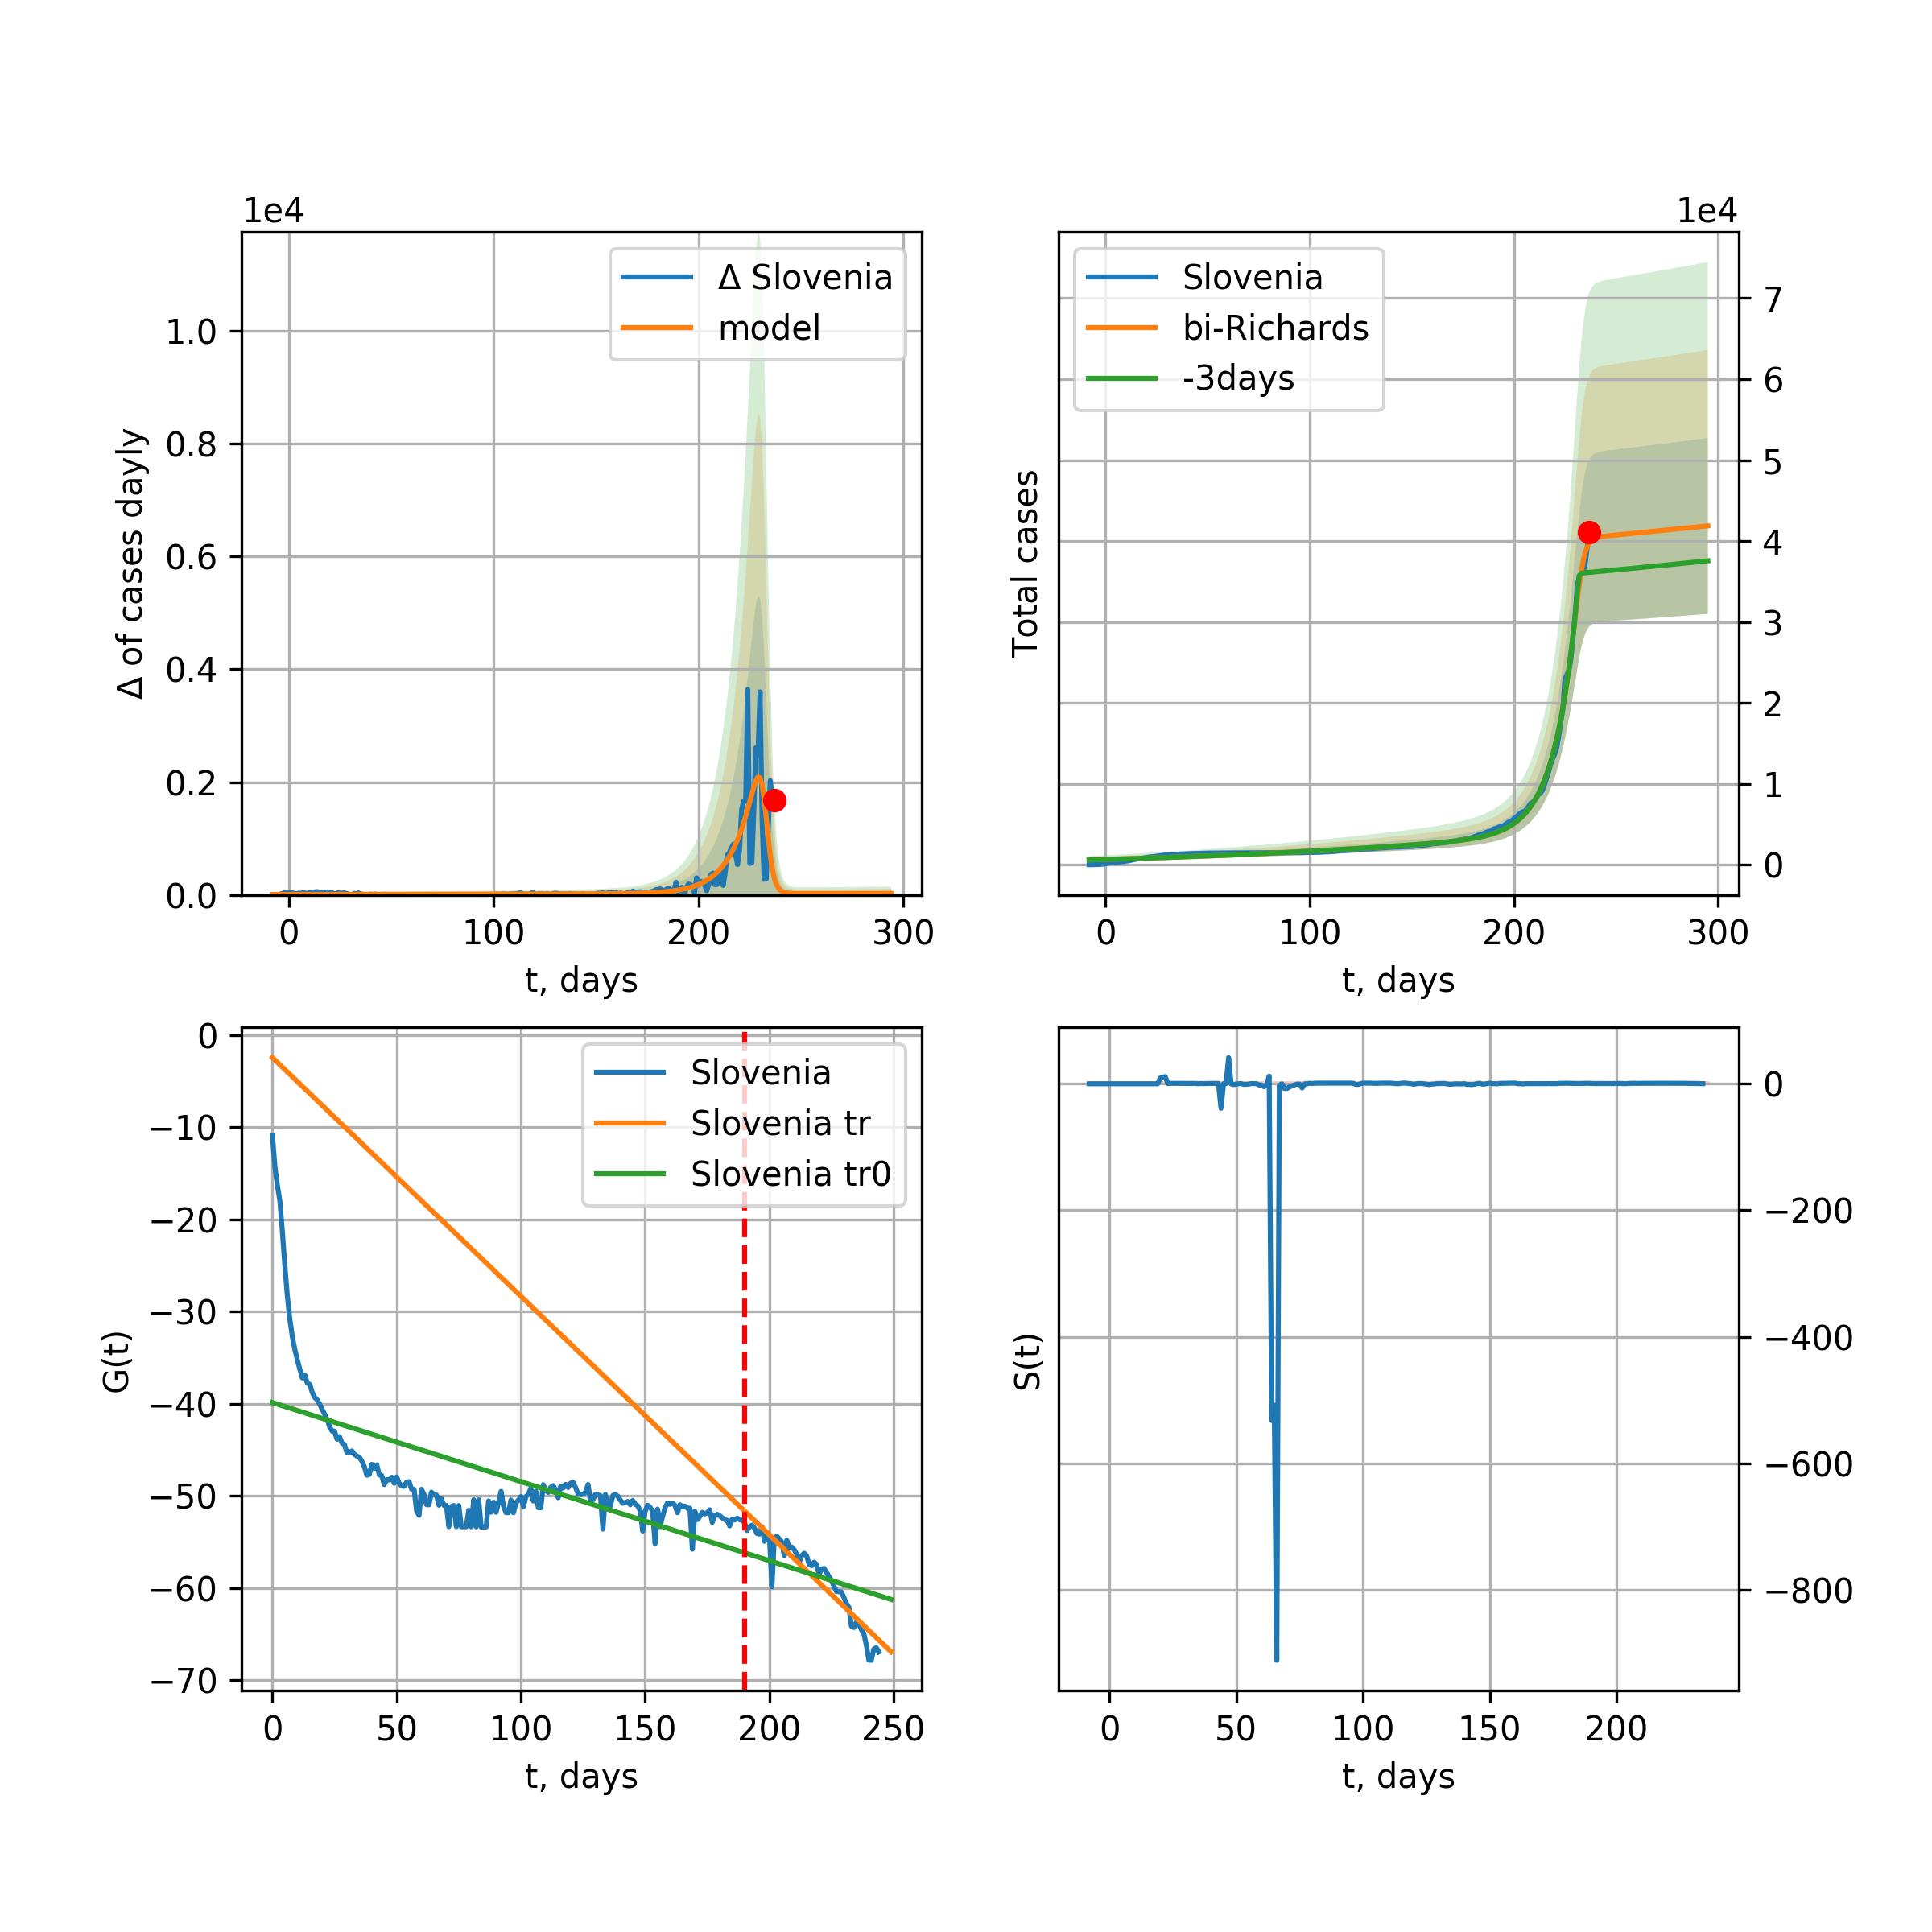 1e4
Δ Slovenia
model
1.0
0.8
0.6
0.4
0.2
0.0
Δ of cases dayly
0 100 200 300
t, days
1e4
Slovenia
bi-Richards
-3days
7
6
5
4
3
2
1
0
Total cases
0 100 200 300
t, days
Slovenia
Slovenia tr
Slovenia tr0
0
−10
−20
−30
−40
−50
−60
−70
G(t)
0 50 100 150 200 250
t, days
0
−200
−400
−600
−800
S(t)
0 50 100 150 200
t, days